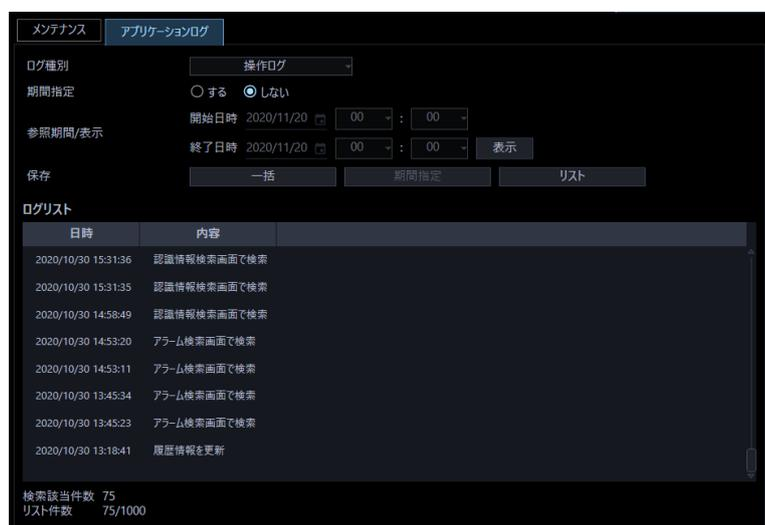 メンテナンス アプリケーションログ
ログ種別 操作ログ
期間指定 する しない
参照期間/表示
開始日時 2020/11/20 00 : 00
終了日時 2020/11/20 00 : 00 表示
保存 一括 期間指定 リスト
ログリスト
日時 内容
2020/10/30 15:31:36 認識情報検索画面で検索
2020/10/30 15:31:35 認識情報検索画面で検索
2020/10/30 14:58:49 認識情報検索画面で検索
2020/10/30 14:53:20 アラーム検索画面で検索
2020/10/30 14:53:11 アラーム検索画面で検索
2020/10/30 13:45:34 アラーム検索画面で検索
2020/10/30 13:45:23 アラーム検索画面で検索
2020/10/30 13:18:41 履歴情報を更新
検索該当件数 75
リスト件数 75/1000